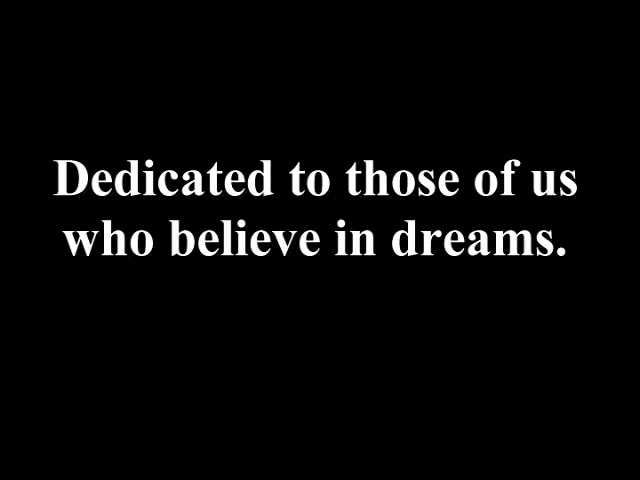 Dedicated to those of us
who believe in dreams.